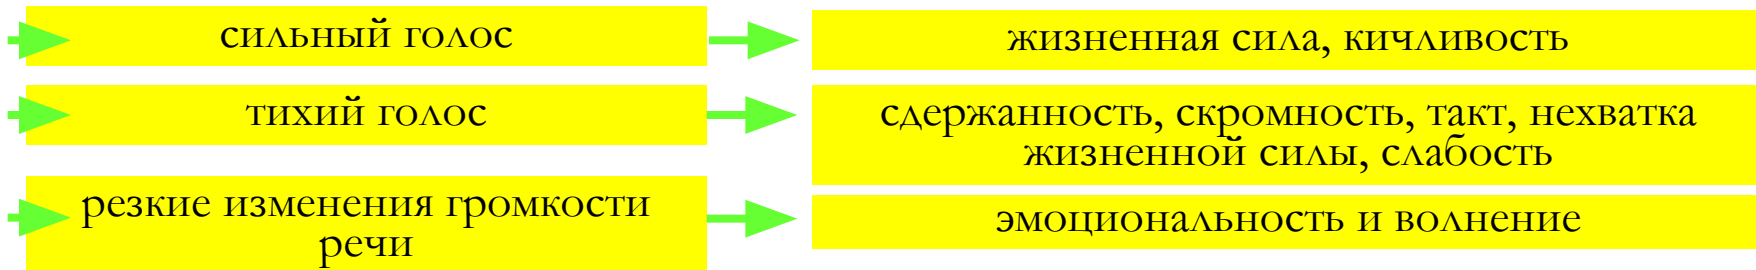 сильный голос
жизненная сила, кичливость
тихий голос
сдержанность, скромность, такт, нехватка
жизненной силы, слабость
резкие изменения громкости
речи
эмоциональность и волнение